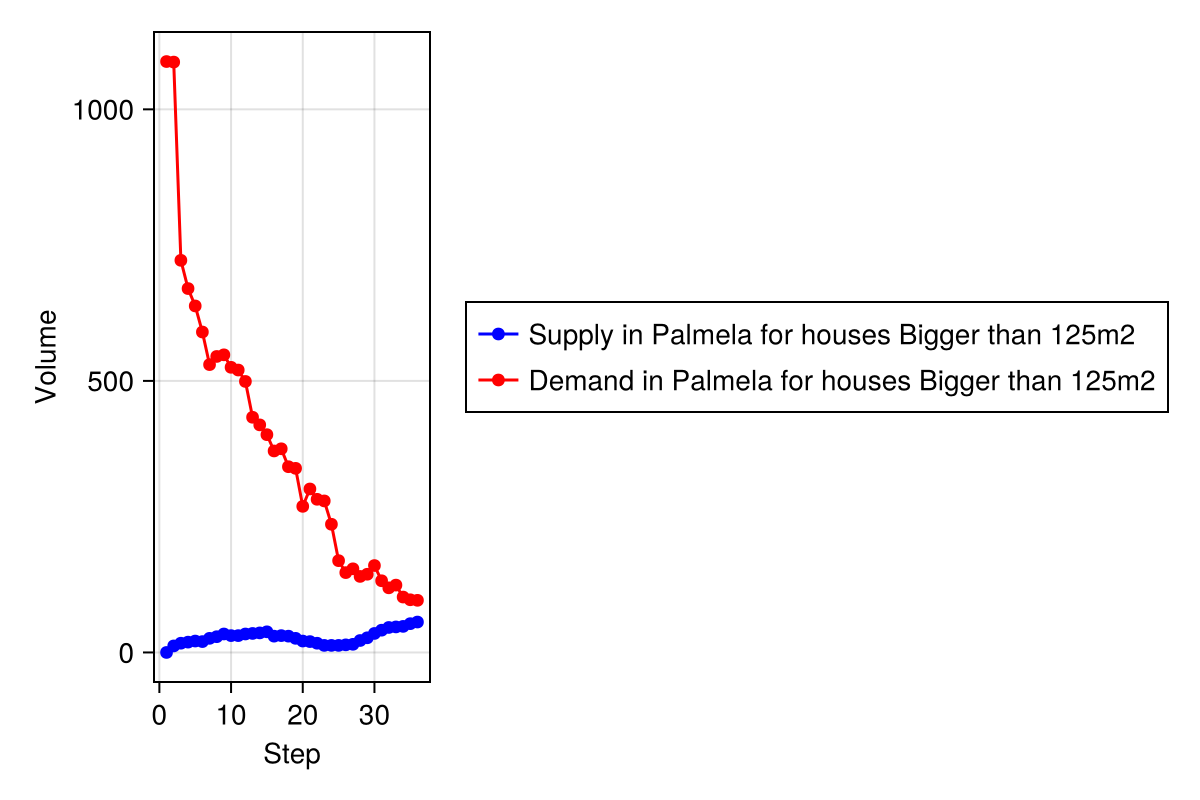 Volume
1000
500
0
0 10 20 30
Step
Supply in Palmela for houses Bigger than 125m2
Demand in Palmela for houses Bigger than 125m2